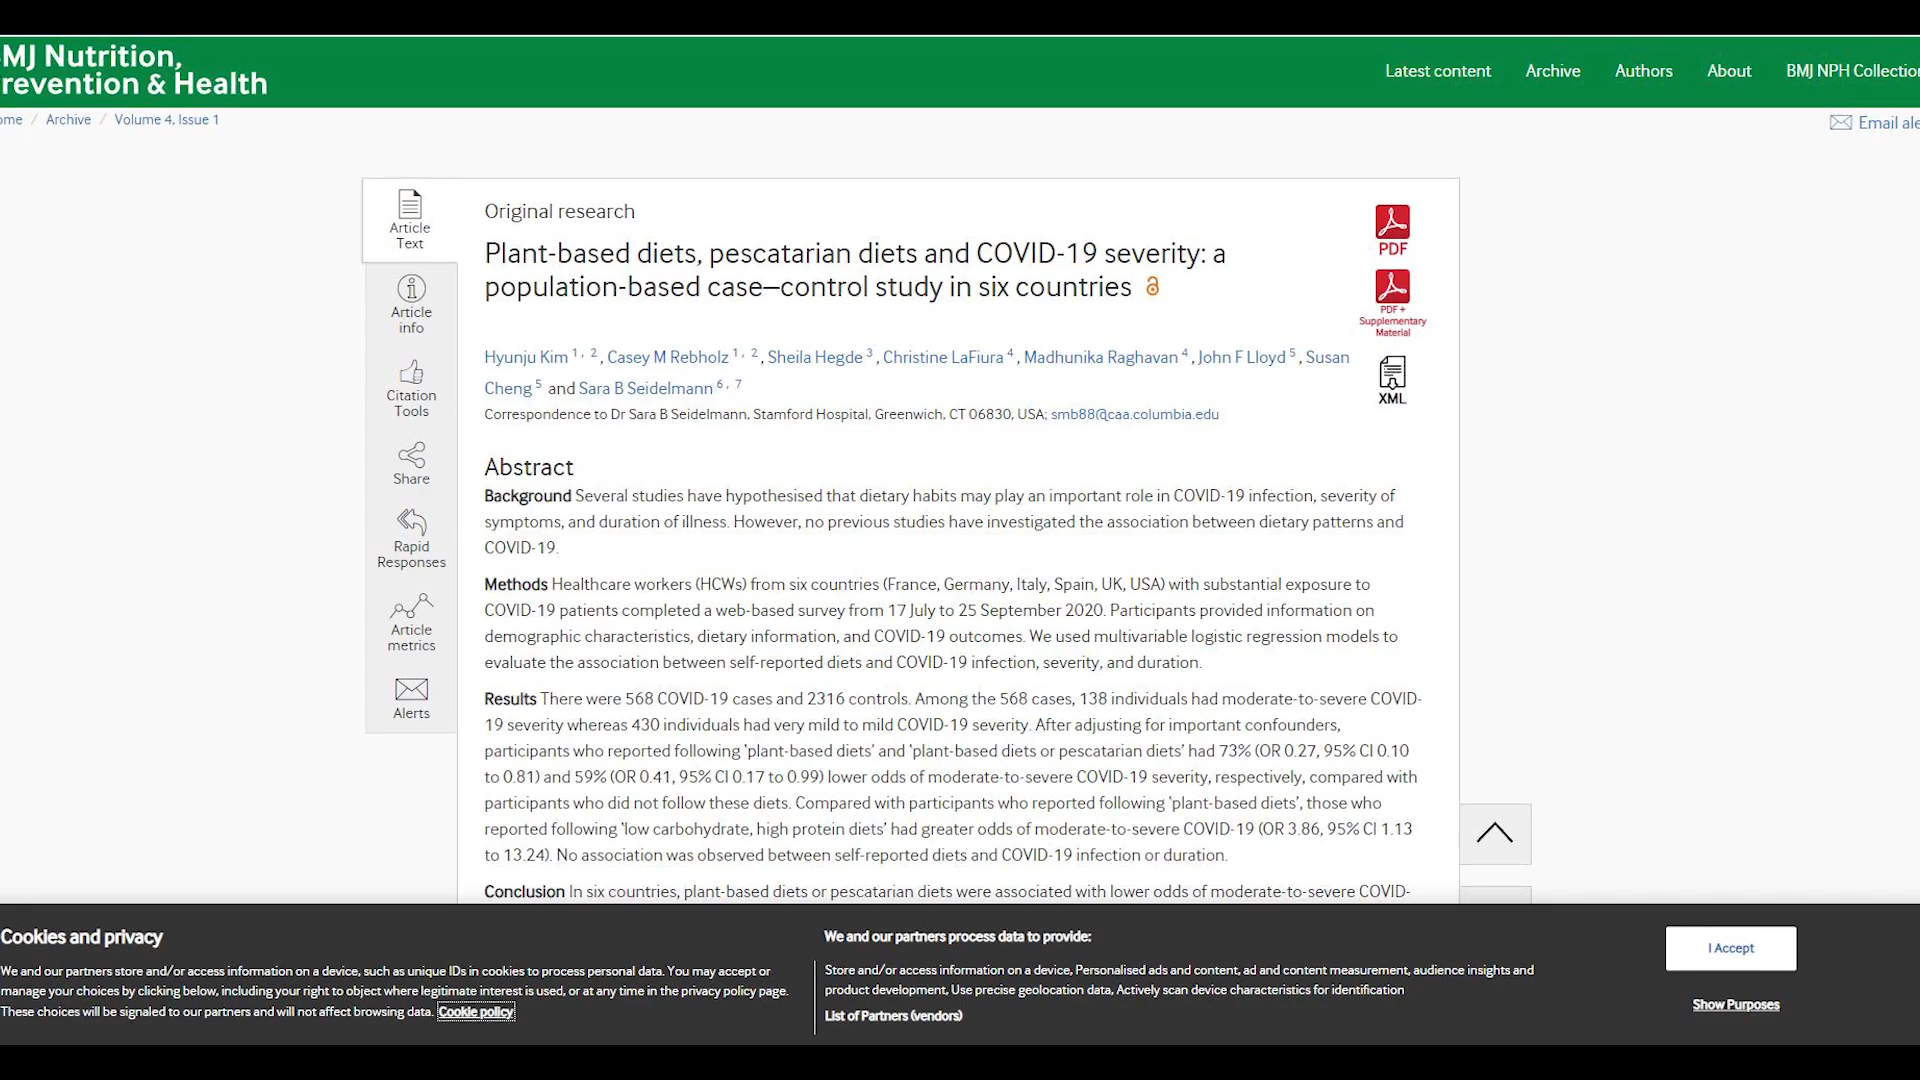 MJ Nutrition,
revention & Health
Latest content
Archive
Authors
About
BMJ NPH Collection
ome / Archive / Volume 4, Issue 1
Email ale
Article
Text
Article
info
Citation
Tools
Share
Rapid
Responses
Article
metrics
Alerts
Original research
Plant-based diets, pescatarian diets and COVID-19 severity: a
population-based case–control study in six countries
PDF
PDF +
Supplementary
Material
XML
Hyunju Kim 1, 2, Casey M Rebholz 1, 2, Sheila Hegde 3, Christine LaFiura 4, Madhunika Raghavan 4, John F Lloyd 5, Susan
Cheng 5 and Sara B Seidelmann 6, 7
Correspondence to Dr Sara B Seidelmann, Stamford Hospital, Greenwich, CT 06830, USA; smb88@caa.columbia.edu
Abstract
Background Several studies have hypothesised that dietary habits may play an important role in COVID-19 infection, severity of
symptoms, and duration of illness. However, no previous studies have investigated the association between dietary patterns and
COVID-19.
Methods Healthcare workers (HCWs) from six countries (France, Germany, Italy, Spain, UK, USA) with substantial exposure to
COVID-19 patients completed a web-based survey from 17 July to 25 September 2020. Participants provided information on
demographic characteristics, dietary information, and COVID-19 outcomes. We used multivariable logistic regression models to
evaluate the association between self-reported diets and COVID-19 infection, severity, and duration.
Results There were 568 COVID-19 cases and 2316 controls. Among the 568 cases, 138 individuals had moderate-to-severe COVID-
19 severity whereas 430 individuals had very mild to mild COVID-19 severity. After adjusting for important confounders,
participants who reported following ‘plant-based diets’ and ‘plant-based diets or pescatarian diets’ had 73% (OR 0.27, 95% CI 0.10
to 0.81) and 59% (OR 0.41, 95% CI 0.17 to 0.99) lower odds of moderate-to-severe COVID-19 severity, respectively, compared with
participants who did not follow these diets. Compared with participants who reported following ‘plant-based diets’, those who
reported following ‘low carbohydrate, high protein diets’ had greater odds of moderate-to-severe COVID-19 (OR 3.86, 95% CI 1.13
to 13.24). No association was observed between self-reported diets and COVID-19 infection or duration.
Conclusion In six countries, plant-based diets or pescatarian diets were associated with lower odds of moderate-to-severe COVID-
Cookies and privacy
We and our partners store and/or access information on a device, such as unique IDs in cookies to process personal data. You may accept or
manage your choices by clicking below, including your right to object where legitimate interest is used, or at any time in the privacy policy page.
These choices will be signaled to our partners and will not affect browsing data. Cookie policy
We and our partners process data to provide:
Store and/or access information on a device, Personalised ads and content, ad and content measurement, audience insights and
product development, Use precise geolocation data, Actively scan device characteristics for identification
List of Partners (vendors)
I Accept
Show Purposes